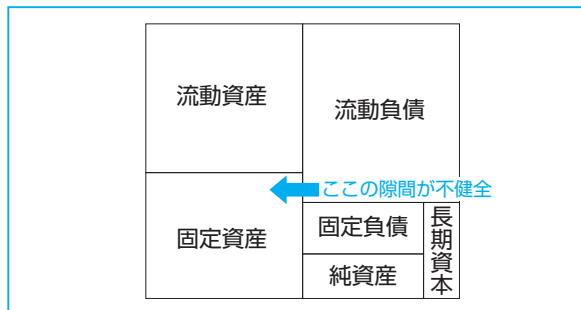 流動資産
流動負債
ここの隙間が不健全
固定資産
固定負債
純資産
長期資本